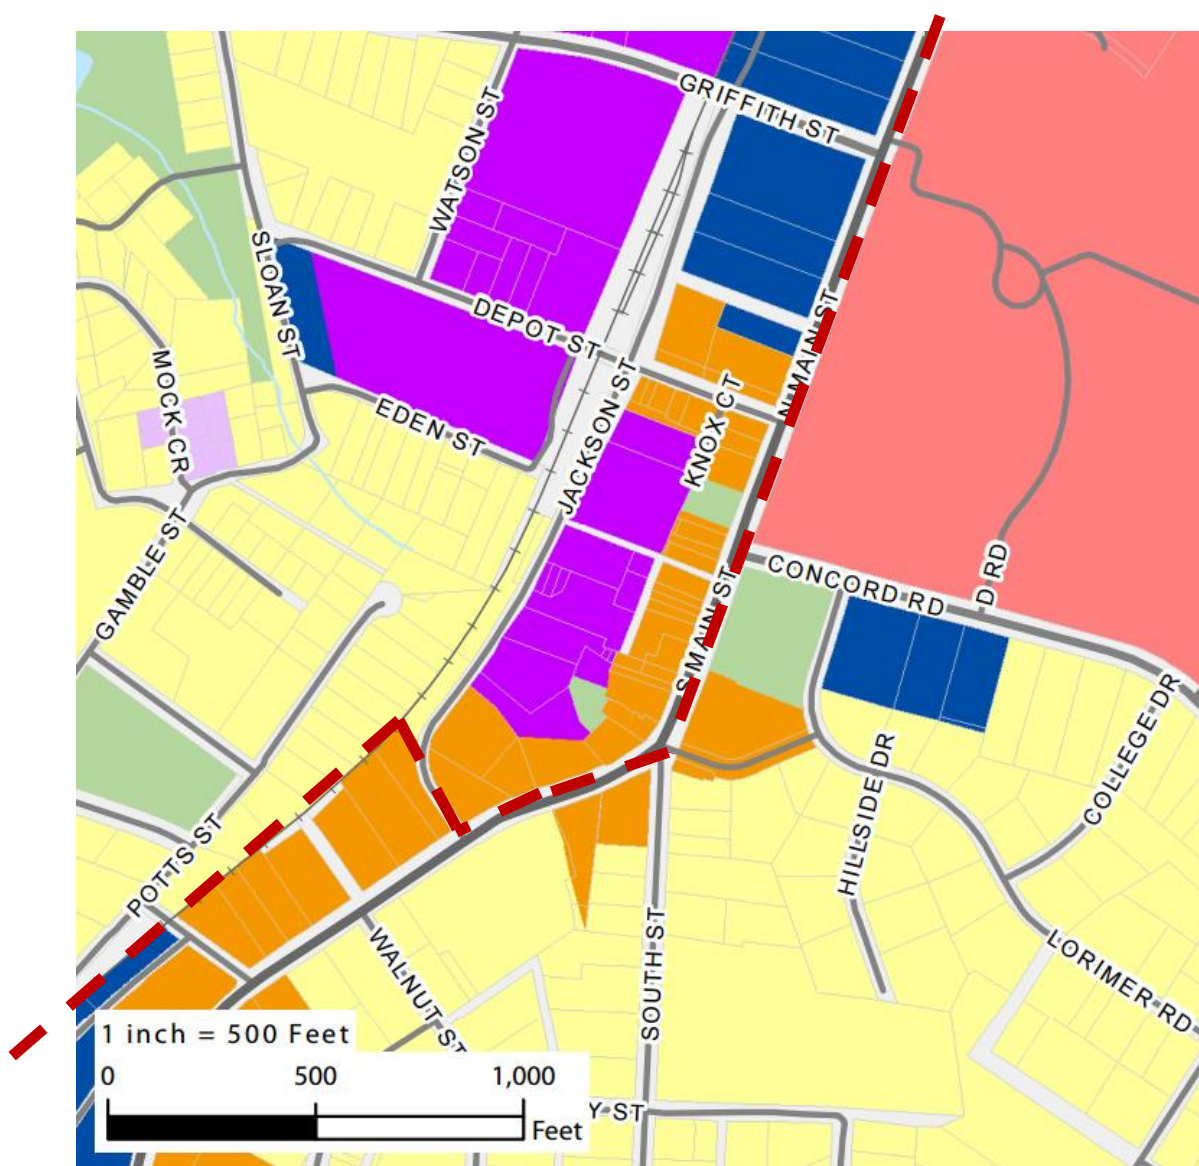 GRIFFITH ST
WATSON ST
SLOAN ST
DEPOT ST
N MAIN ST
MOCK CR
EDEN ST
JACKSON ST
KNOX CT
GAMBLE ST
CONCORD RD
D RD
S MAIN ST
COLLEGE DR
HILLSIDE DR
POTTS ST
WALNUT ST
SOUTH ST
LORIMER RD
1 inch = 500 Feet
0 500 1,000
Feet
Y ST